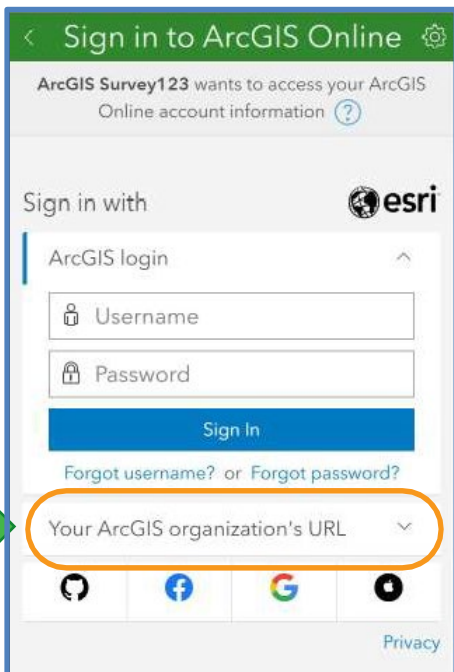 Sign in to ArcGIS Online
ArcGIS Survey123 wants to access your ArcGIS
Online account information ?
Sign in with
esri
ArcGIS login
Username
Password
Sign In
Forgot username? or Forgot password?
Your ArcGIS organization's URL
Privacy